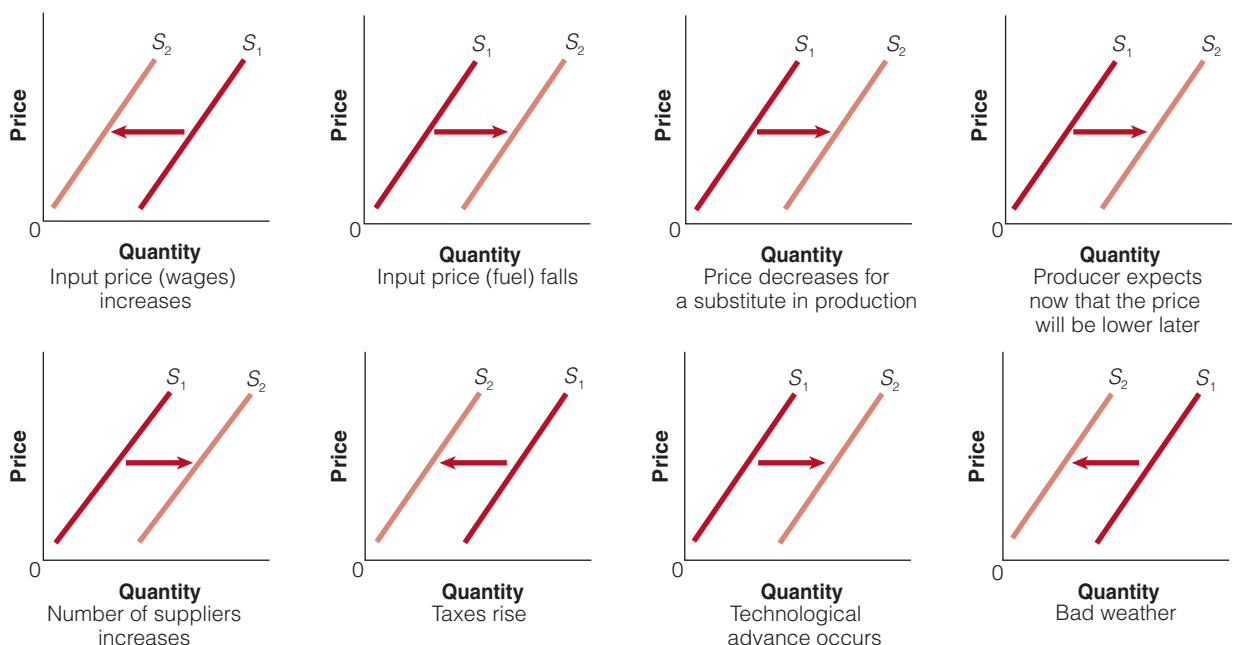 S2
S1
Price
0
Quantity
Input price (wages)
increases
S1
S2
Price
0
Quantity
Input price (fuel) falls
S1
S2
Price
0
Quantity
Price decreases for
a substitute in production
S1
S2
Price
0
Quantity
Producer expects
now that the price
will be lower later
S1
S2
Price
0
Quantity
Number of suppliers
increases
S2
S1
Price
0
Quantity
Taxes rise
S1
S2
Price
0
Quantity
Technological
advance occurs
S2
S1
Price
0
Quantity
Bad weather